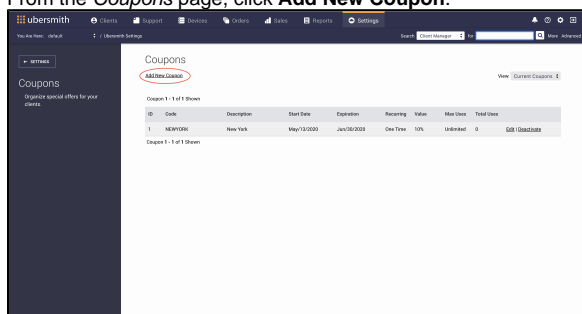 From the Coupons page, click Add New Coupon.
ubersmith Clients Support Devices Orders Sales Reports Settings
You Are Here: default / Ubersmith Settings Search Client Manager for More Advanced
← SETTINGS
Coupons
Organize special offers for your
clients.
Coupons
Add New Coupon
View: Current Coupons
Coupon 1 - 1 of 1 Shown
ID Code Description Start Date Expiration Recurring Value Max Uses Total Uses
1 NEWYORK New York May/13/2020 Jun/30/2020 One Time 10% Unlimited 0 Edit | Deactivate
Coupon 1 - 1 of 1 Shown